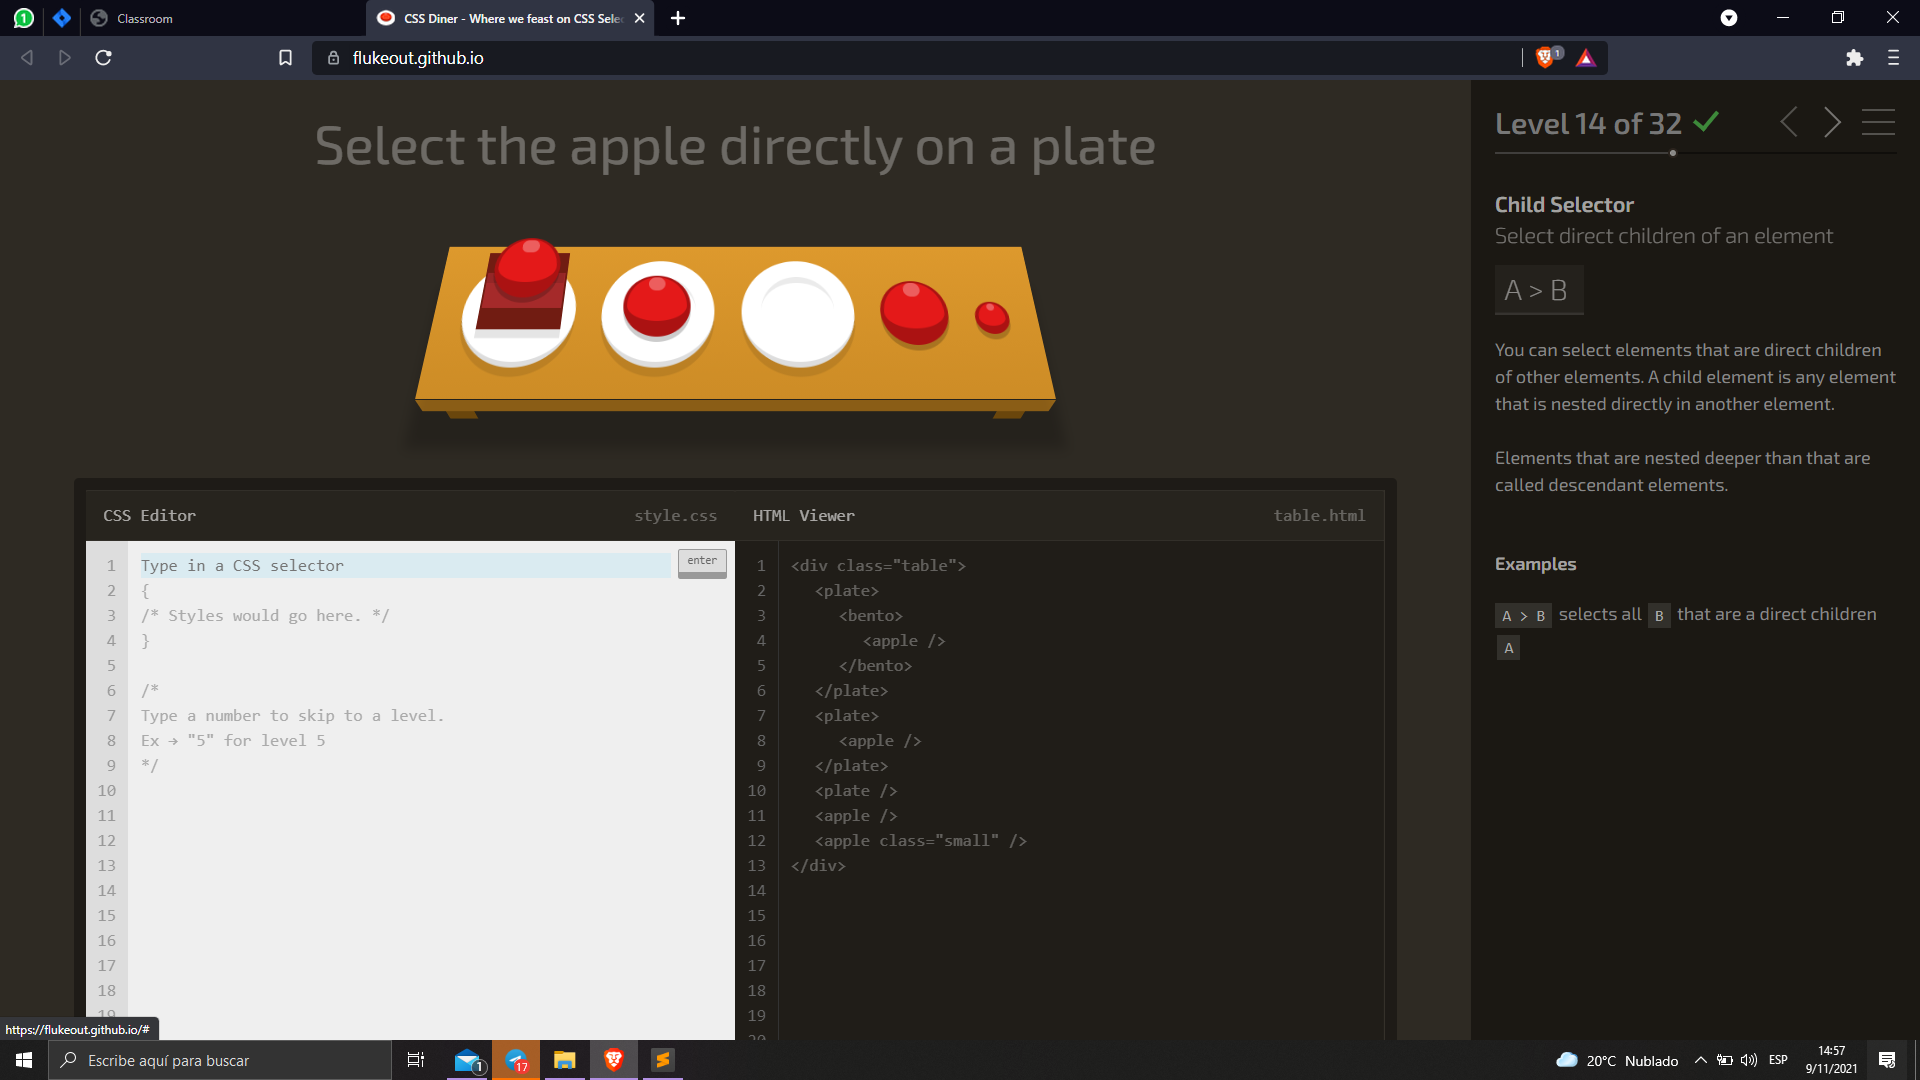 1
Classroom
CSS Diner - Where we feast on CSS Sele
flukeout.github.io
1
Select the apple directly on a plate
Level 14 of 32
Child Selector
Select direct children of an element
A > B
You can select elements that are direct children
of other elements. A child element is any element
that is nested directly in another element.
Elements that are nested deeper than that are
called descendant elements.
Examples
A > B selects all B that are a direct children
A
CSS Editor style.css
1 Type in a CSS selector enter
2 {
3 /* Styles would go here. */
4 }
5
6 /*
7 Type a number to skip to a level.
8 Ex → "5" for level 5
9 */
10
11
12
13
14
15
16
17
18
19
HTML Viewer table.html
1 <div class="table">
2 <plate>
3 <bento>
4 <apple />
5 </bento>
6 </plate>
7 <plate>
8 <apple />
9 </plate>
10 <plate />
11 <apple />
12 <apple class="small" />
13 </div>
14
15
16
17
18
19
20
https://flukeout.github.io/#
Escribe aquí para buscar
1
17
20°C Nublado
ESP
14:57
9/11/2021